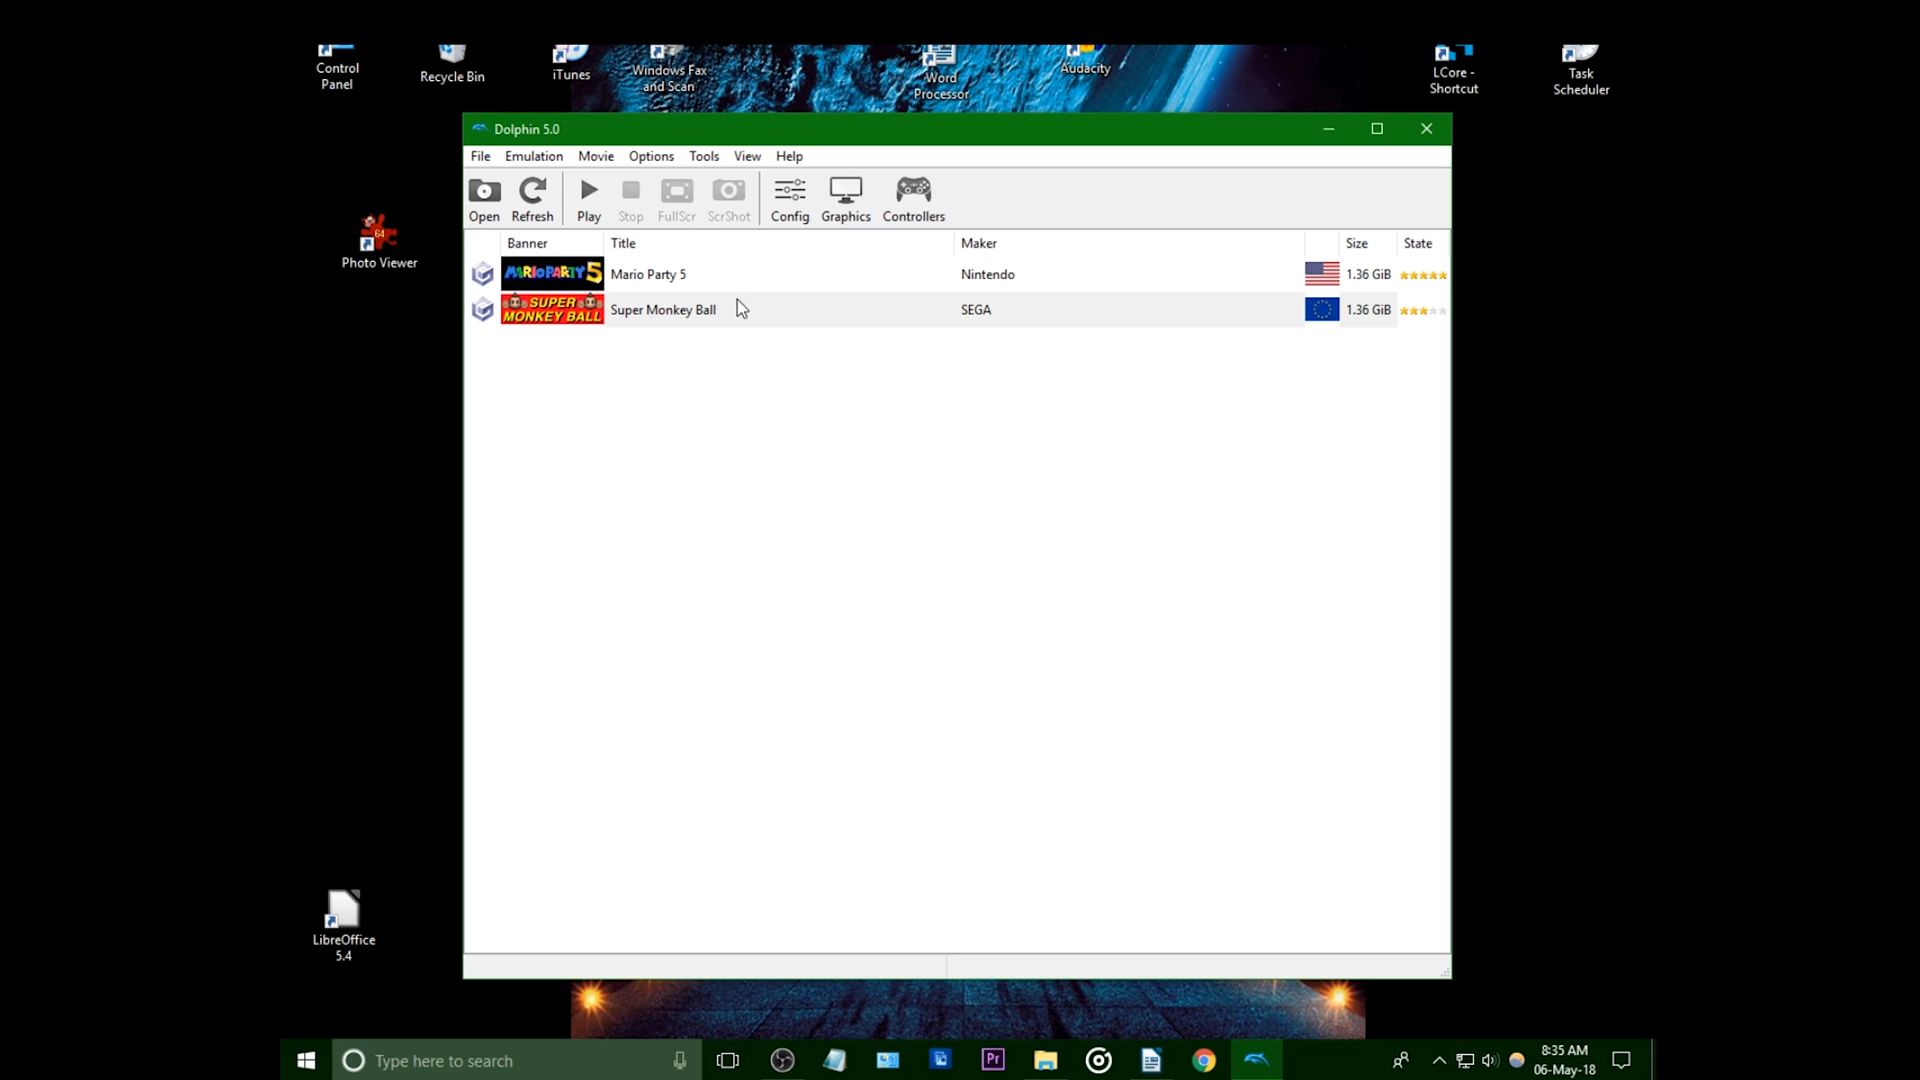 Control
Panel
Recycle Bin
iTunes
Windows Fax
and Scan
Word
Processor
Audacity
LCore -
Shortcut
Task
Scheduler
Dolphin 5.0
File Emulation Movie Options Tools View Help
Open Refresh Play Stop FullScr ScrShot Config Graphics Controllers
Banner Title Maker Size State
MARIO PARTY 5 Mario Party 5 Nintendo 1.36 GiB
SUPER
MONKEY BALL Super Monkey Ball SEGA 1.36 GiB
64
Photo Viewer
LibreOffice
5.4
Type here to search
Pr
8:35 AM
06-May-18